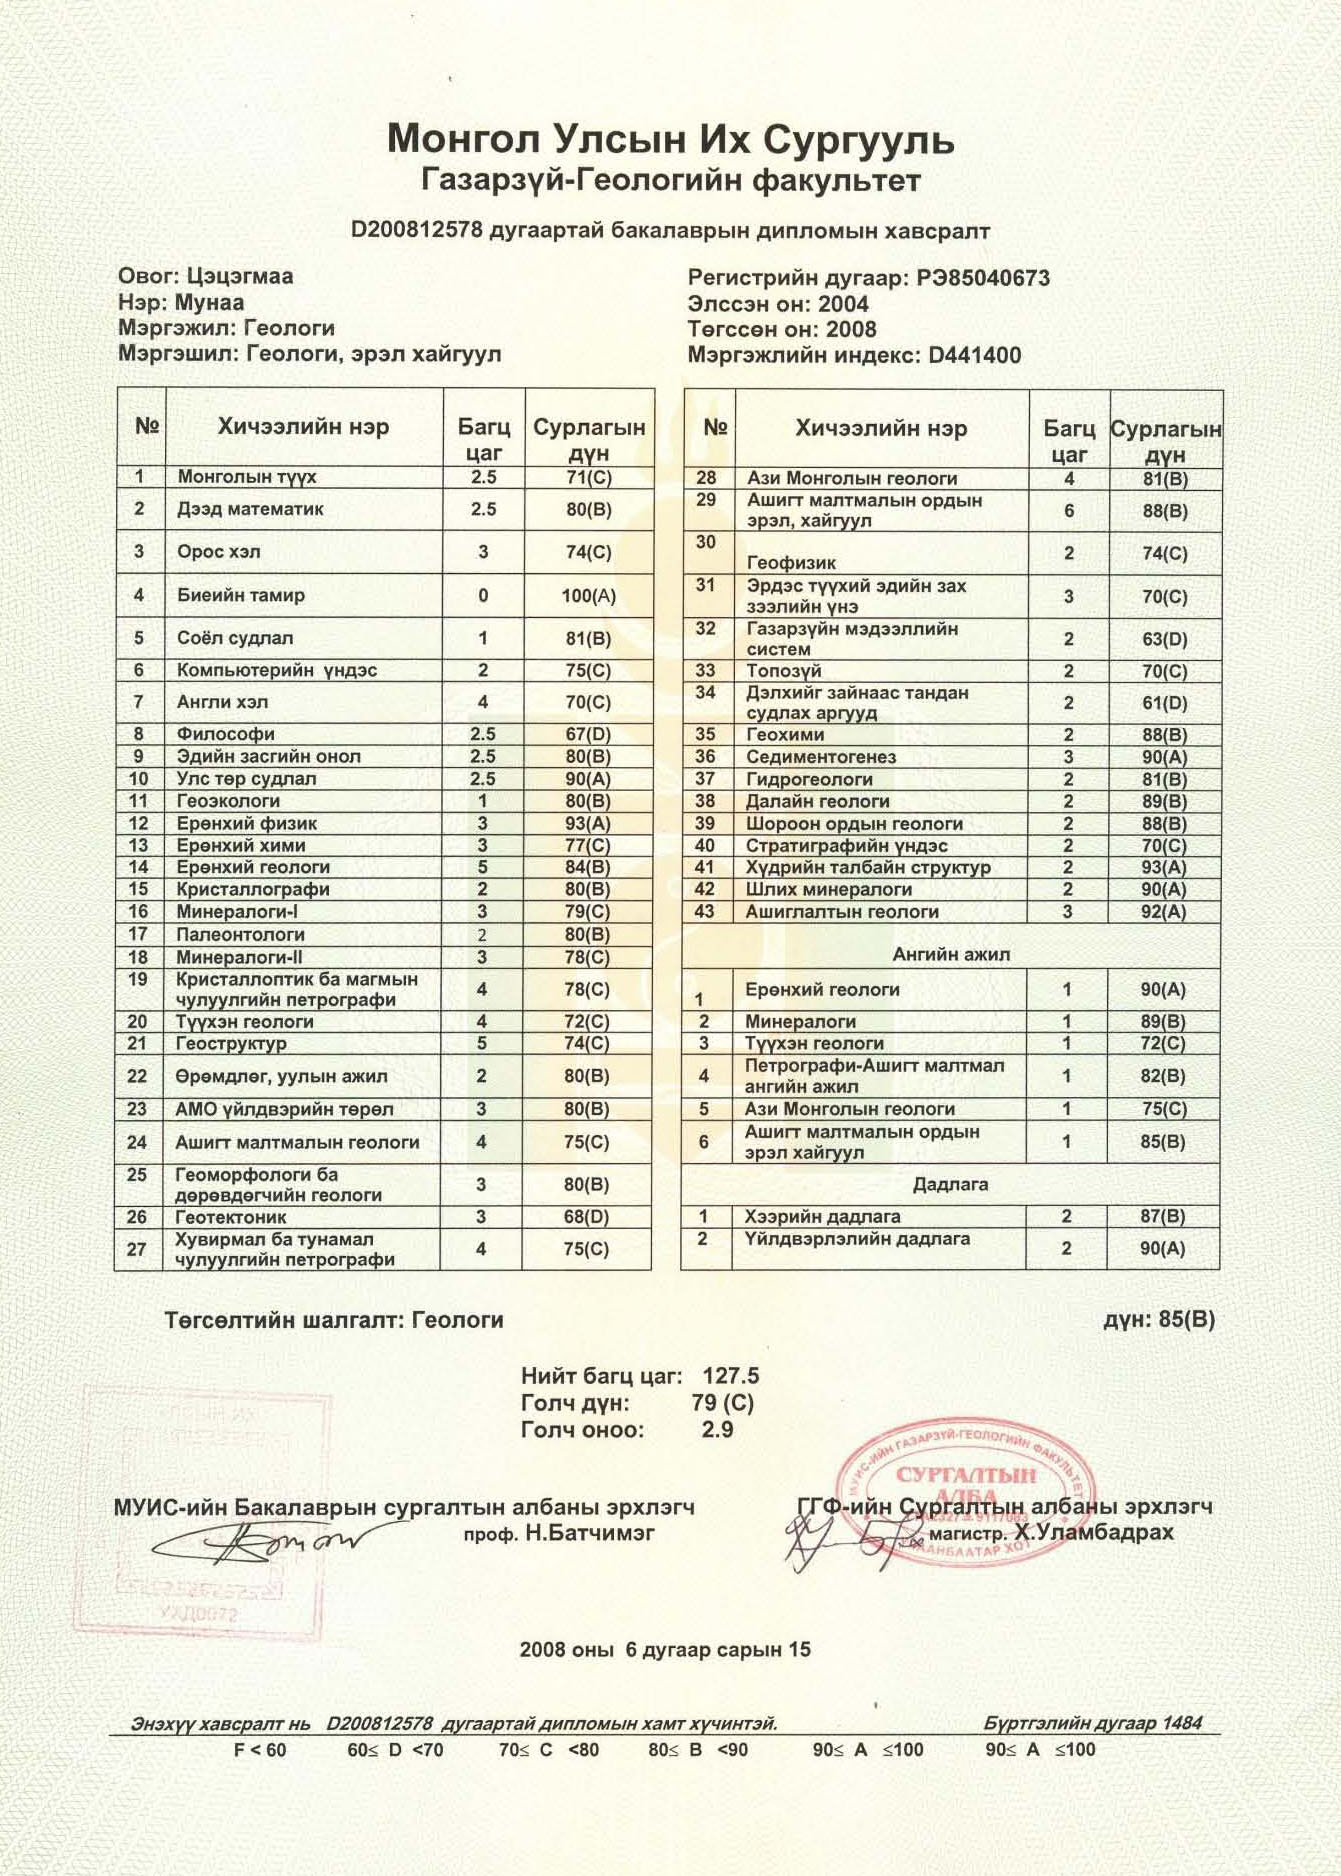 Монгол Улсын Их Сургууль
Газарзүй-Геологийн факультет
D200812578 дугаартай бакалаврын дипломын хавсралт
Овог: Цэцэгмаа
Нэр: Мунаа
Мэргэжил: Геологи
Мэргэшил: Геологи, эрэл хайгуул
Регистрийн дугаар: РЭ85040673
Элссэн он: 2004
Төгссөн он: 2008
Мэргэжлийн индекс: D441400
№ Хичээлийн нэр Багц Сурлагын
цаг дүн
1 Монголын түүх 2.5 71(C)
2 Дээд математик 2.5 80(B)
3 Орос хэл 3 74(C)
4 Биеийн тамир 0 100(A)
5 Соёл судлал 1 81(B)
6 Компьютерийн үндэс 2 75(C)
7 Англи хэл 4 70(C)
8 Философи 2.5 67(D)
9 Эдийн засгийн онол 2.5 80(B)
10 Улс төр судлал 2.5 90(A)
11 Геоэкологи 1 80(B)
12 Ерөнхий физик 3 93(A)
13 Ерөнхий хими 3 77(C)
14 Ерөнхий геологи 5 84(B)
15 Кристаллографи 2 80(B)
16 Минералоги-I 3 79(C)
17 Палеонтологи 2 80(B)
18 Минералоги-II 3 78(C)
19 Кристаллоптик ба магмын
чулуулгийн петрографи 4 78(C)
20 Түүхэн геологи 4 72(C)
21 Геоструктур 5 74(C)
22 Өрөмдлөг, уулын ажил 2 80(B)
23 АМО үйлдвэрийн төрөл 3 80(B)
24 Ашигт малтмалын геологи 4 75(C)
25 Геоморфологи ба
дөрөвдөгчийн геологи 3 80(B)
26 Геотектоник 3 68(D)
27 Хувирмал ба тунамал
чулуулгийн петрографи 4 75(C)
№ Хичээлийн нэр Багц Сурлагын
цаг дүн
28 Ази Монголын геологи 4 81(B)
29 Ашигт малтмалын ордын
эрэл, хайгуул 6 88(B)
30 Геофизик 2 74(C)
31 Эрдэс түүхий эдийн зах
зээлийн үнэ 3 70(C)
32 Газарзүйн мэдээллийн
систем 2 63(D)
33 Топозүй 2 70(C)
34 Дэлхийг зайнаас тандан
судлах аргууд 2 61(D)
35 Геохими 2 88(B)
36 Седиментогенез 3 90(A)
37 Гидрогеологи 2 81(B)
38 Далайн геологи 2 89(B)
39 Шороон ордын геологи 2 88(B)
40 Стратиграфийн үндэс 2 70(C)
41 Хүдрийн талбайн структур 2 93(A)
42 Шлих минералоги 2 90(A)
43 Ашиглалтын геологи 3 92(A)
Ангийн ажил
1 Ерөнхий геологи 1 90(A)
2 Минералоги 1 89(B)
3 Түүхэн геологи 1 72(C)
4 Петрографи-Ашигт малтмал
ангийн ажил 1 82(B)
5 Ази Монголын геологи 1 75(C)
6 Ашигт малтмалын ордын
эрэл хайгуул 1 85(B)
Дадлага
1 Хээрийн дадлага 2 87(B)
2 Үйлдвэрлэлийн дадлага 2 90(A)
Төгсөлтийн шалгалт: Геологи дүн: 85(B)
Нийт багц цаг: 127.5
Голч дүн: 79 (C)
Голч оноо: 2.9
МУИС-ийн Бакалаврын сургалтын албаны эрхлэгч
проф. Н.Батчимэг
ГГФ-ийн Сургалтын албаны эрхлэгч
магистр. Х.Уламбадрах
МУИС-ИЙН ГАЗАРЗҮЙ-ГЕОЛОГИЙН ФАКУЛЬТЕТ
СУРГАЛТЫН
АЛБА
УЛААНБААТАР ХОТ
УХД0072
2008 оны 6 дугаар сарын 15
Энэхүү хавсралт нь D200812578 дугаартай дипломын хамт хүчинтэй. Бүртгэлийн дугаар 1484
F < 60 60≤ D <70 70≤ C <80 80≤ B <90 90≤ A ≤100 90≤ A ≤100